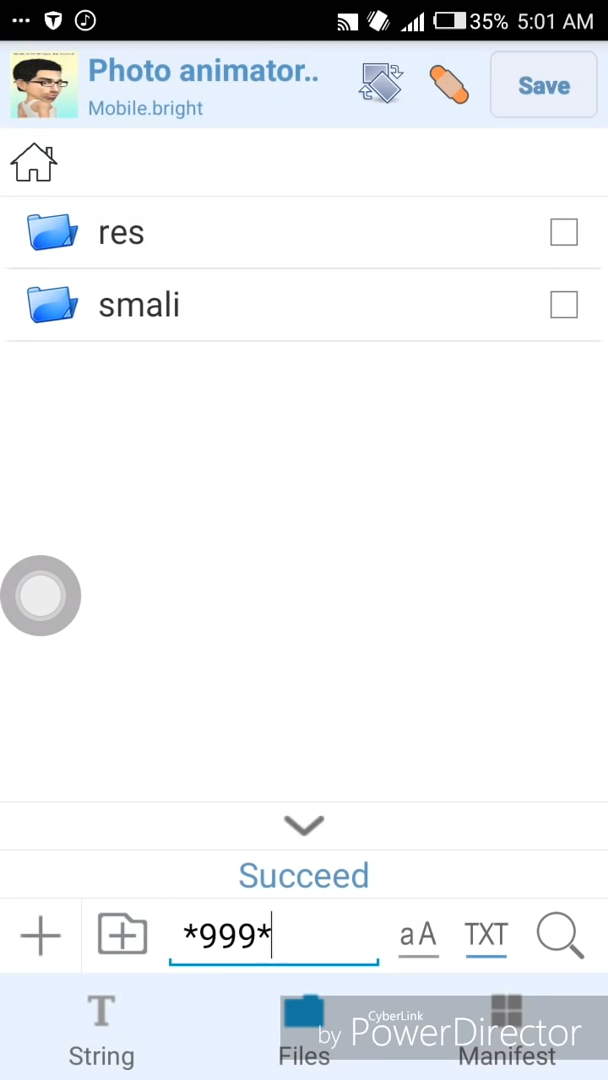 35% 5:01 AM
Photo animator..
Mobile.bright
Save
res
smali
Succeed
*999*
aA
TXT
T
String
Files
Manifest
CyberLink
by PowerDirector